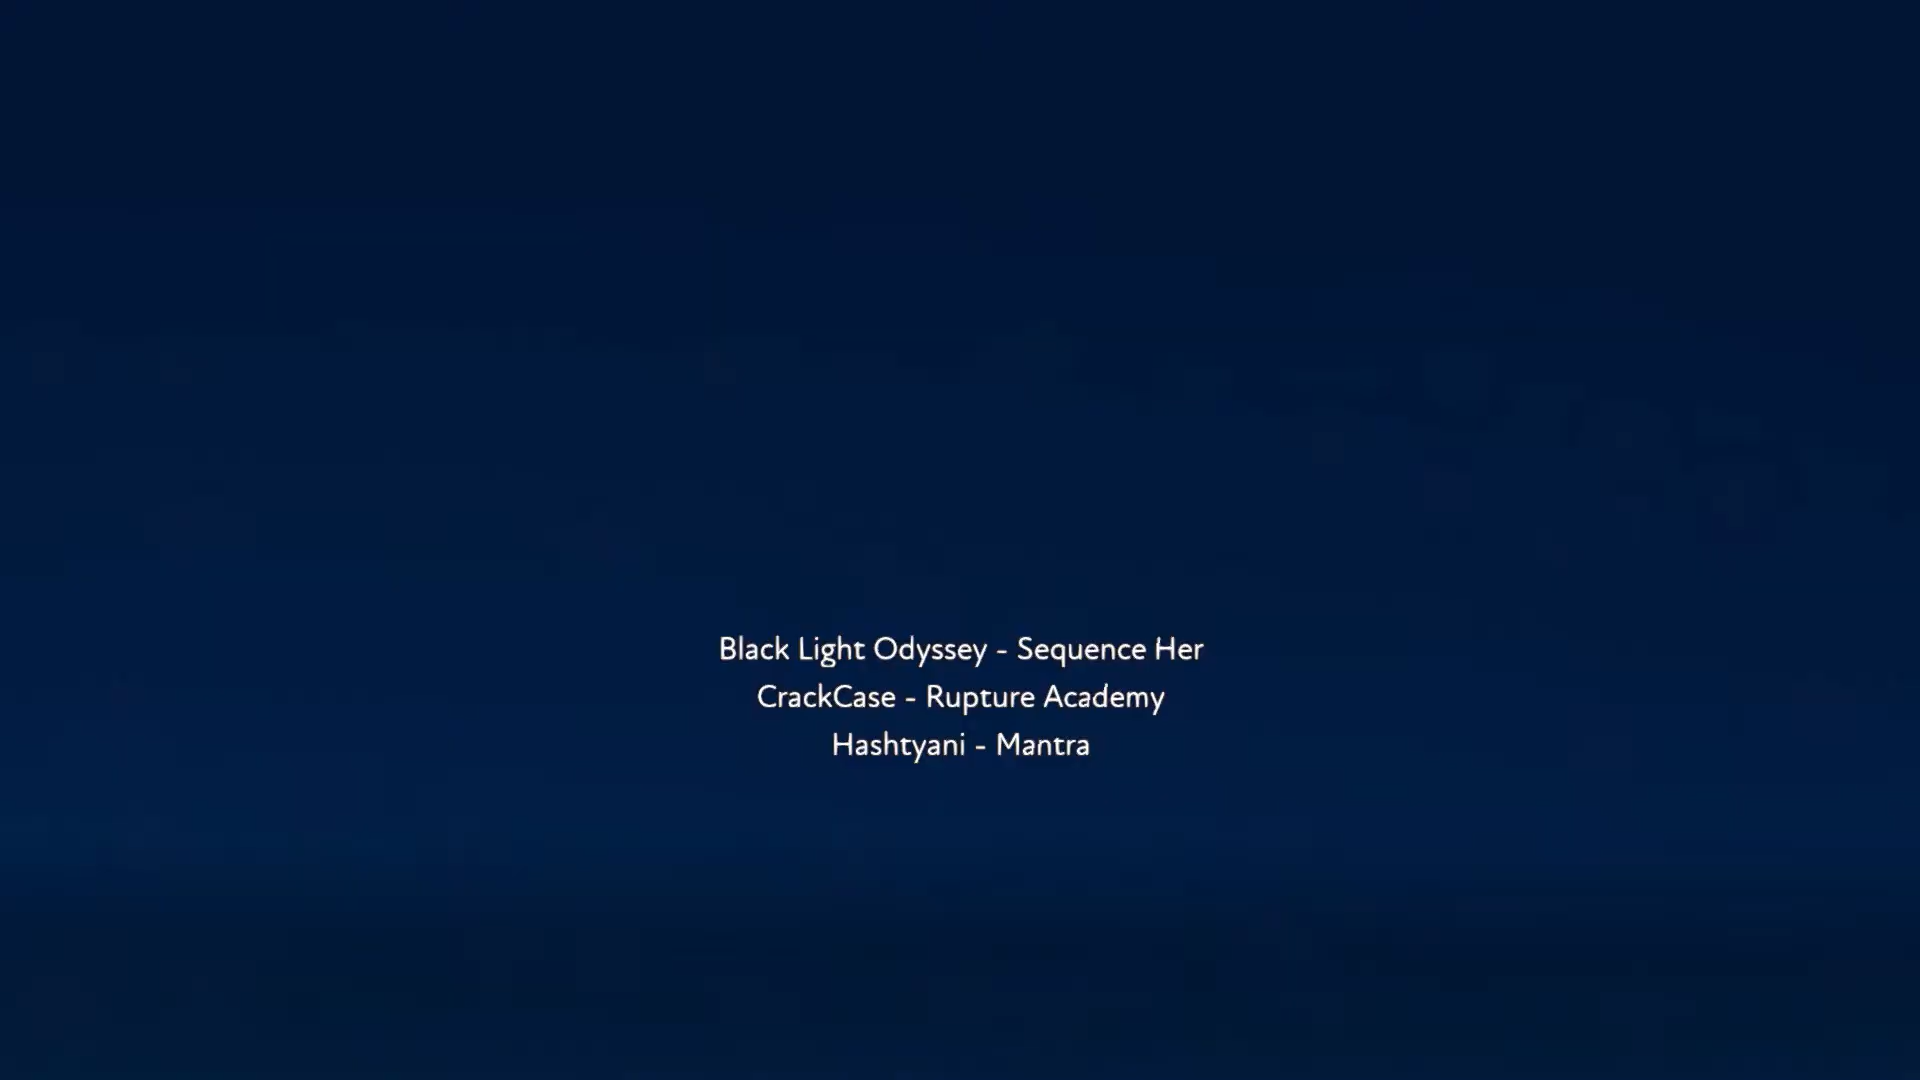 Black Light Odyssey - Sequence Her
CrackCase - Rupture Academy
Hashtyani - Mantra